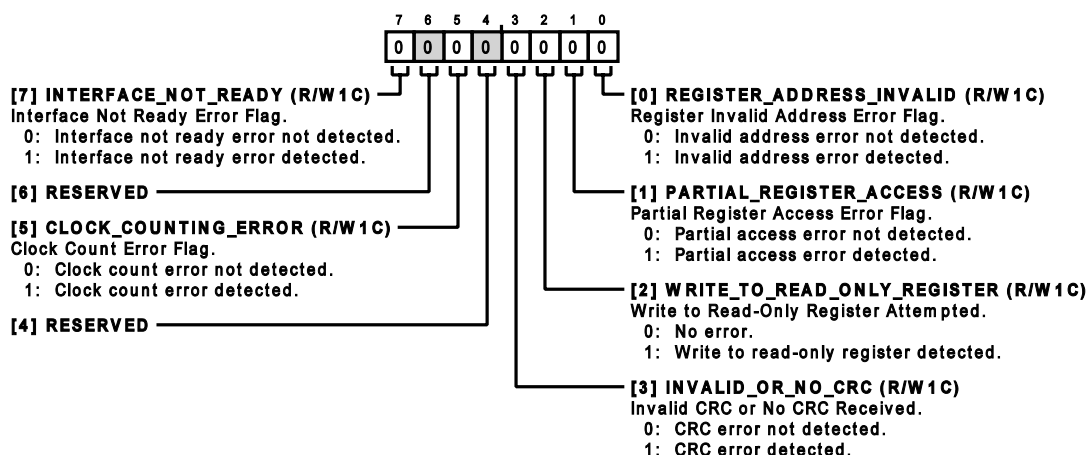 7 6 5 4 3 2 1 0
0 0 0 0 0 0 0 0
[7] INTERFACE_NOT_READY (R/W1C)
Interface Not Ready Error Flag.
0: Interface not ready error not detected.
1: Interface not ready error detected.
[6] RESERVED
[5] CLOCK_COUNTING_ERROR (R/W1C)
Clock Count Error Flag.
0: Clock count error not detected.
1: Clock count error detected.
[4] RESERVED
[0] REGISTER_ADDRESS_INVALID (R/W1C)
Register Invalid Address Error Flag.
0: Invalid address error not detected.
1: Invalid address error detected.
[1] PARTIAL_REGISTER_ACCESS (R/W1C)
Partial Register Access Error Flag.
0: Partial access error not detected.
1: Partial access error detected.
[2] WRITE_TO_READ_ONLY_REGISTER (R/W1C)
Write to Read-Only Register Attempted.
0: No error.
1: Write to read-only register detected.
[3] INVALID_OR_NO_CRC (R/W1C)
Invalid CRC or No CRC Received.
0: CRC error not detected.
1: CRC error detected.